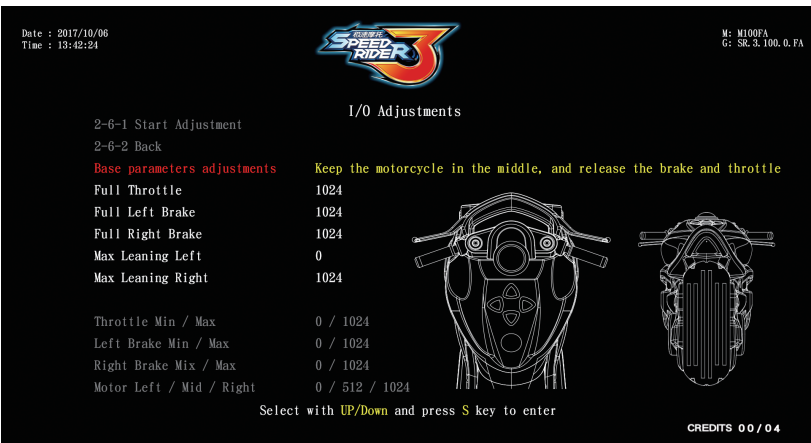 Date : 2017/10/06
Time : 13:42:24
极速摩托
SPEED
RIDER 3
M: M100FA
G: SR.3.100.0.FA
I/O Adjustments
2-6-1 Start Adjustment
2-6-2 Back
Base parameters adjustments Keep the motorcycle in the middle, and release the brake and throttle
Full Throttle 1024
Full Left Brake 1024
Full Right Brake 1024
Max Leaning Left 0
Max Leaning Right 1024
Throttle Min / Max 0 / 1024
Left Brake Min / Max 0 / 1024
Right Brake Mix / Max 0 / 1024
Motor Left / Mid / Right 0 / 512 / 1024
Select with UP/Down and press S key to enter
CREDITS 00/04